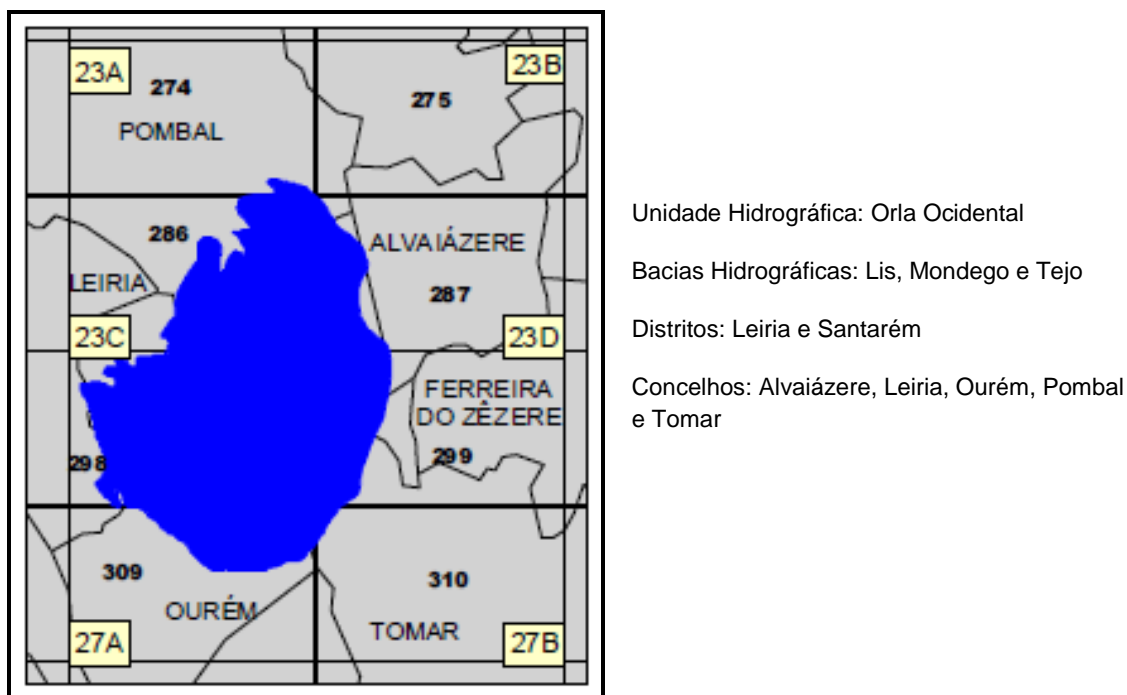 23A
23B
274
275
POMBAL
286
ALVAIÁZERE
LEIRIA
287
23C
23D
FERREIRA
DO ZÊZERE
298
299
309
310
OURÉM
TOMAR
27A
27B
Unidade Hidrográfica: Orla Ocidental
Bacias Hidrográficas: Lis, Mondego e Tejo
Distritos: Leiria e Santarém
Concelhos: Alvaiázere, Leiria, Ourém, Pombal
e Tomar